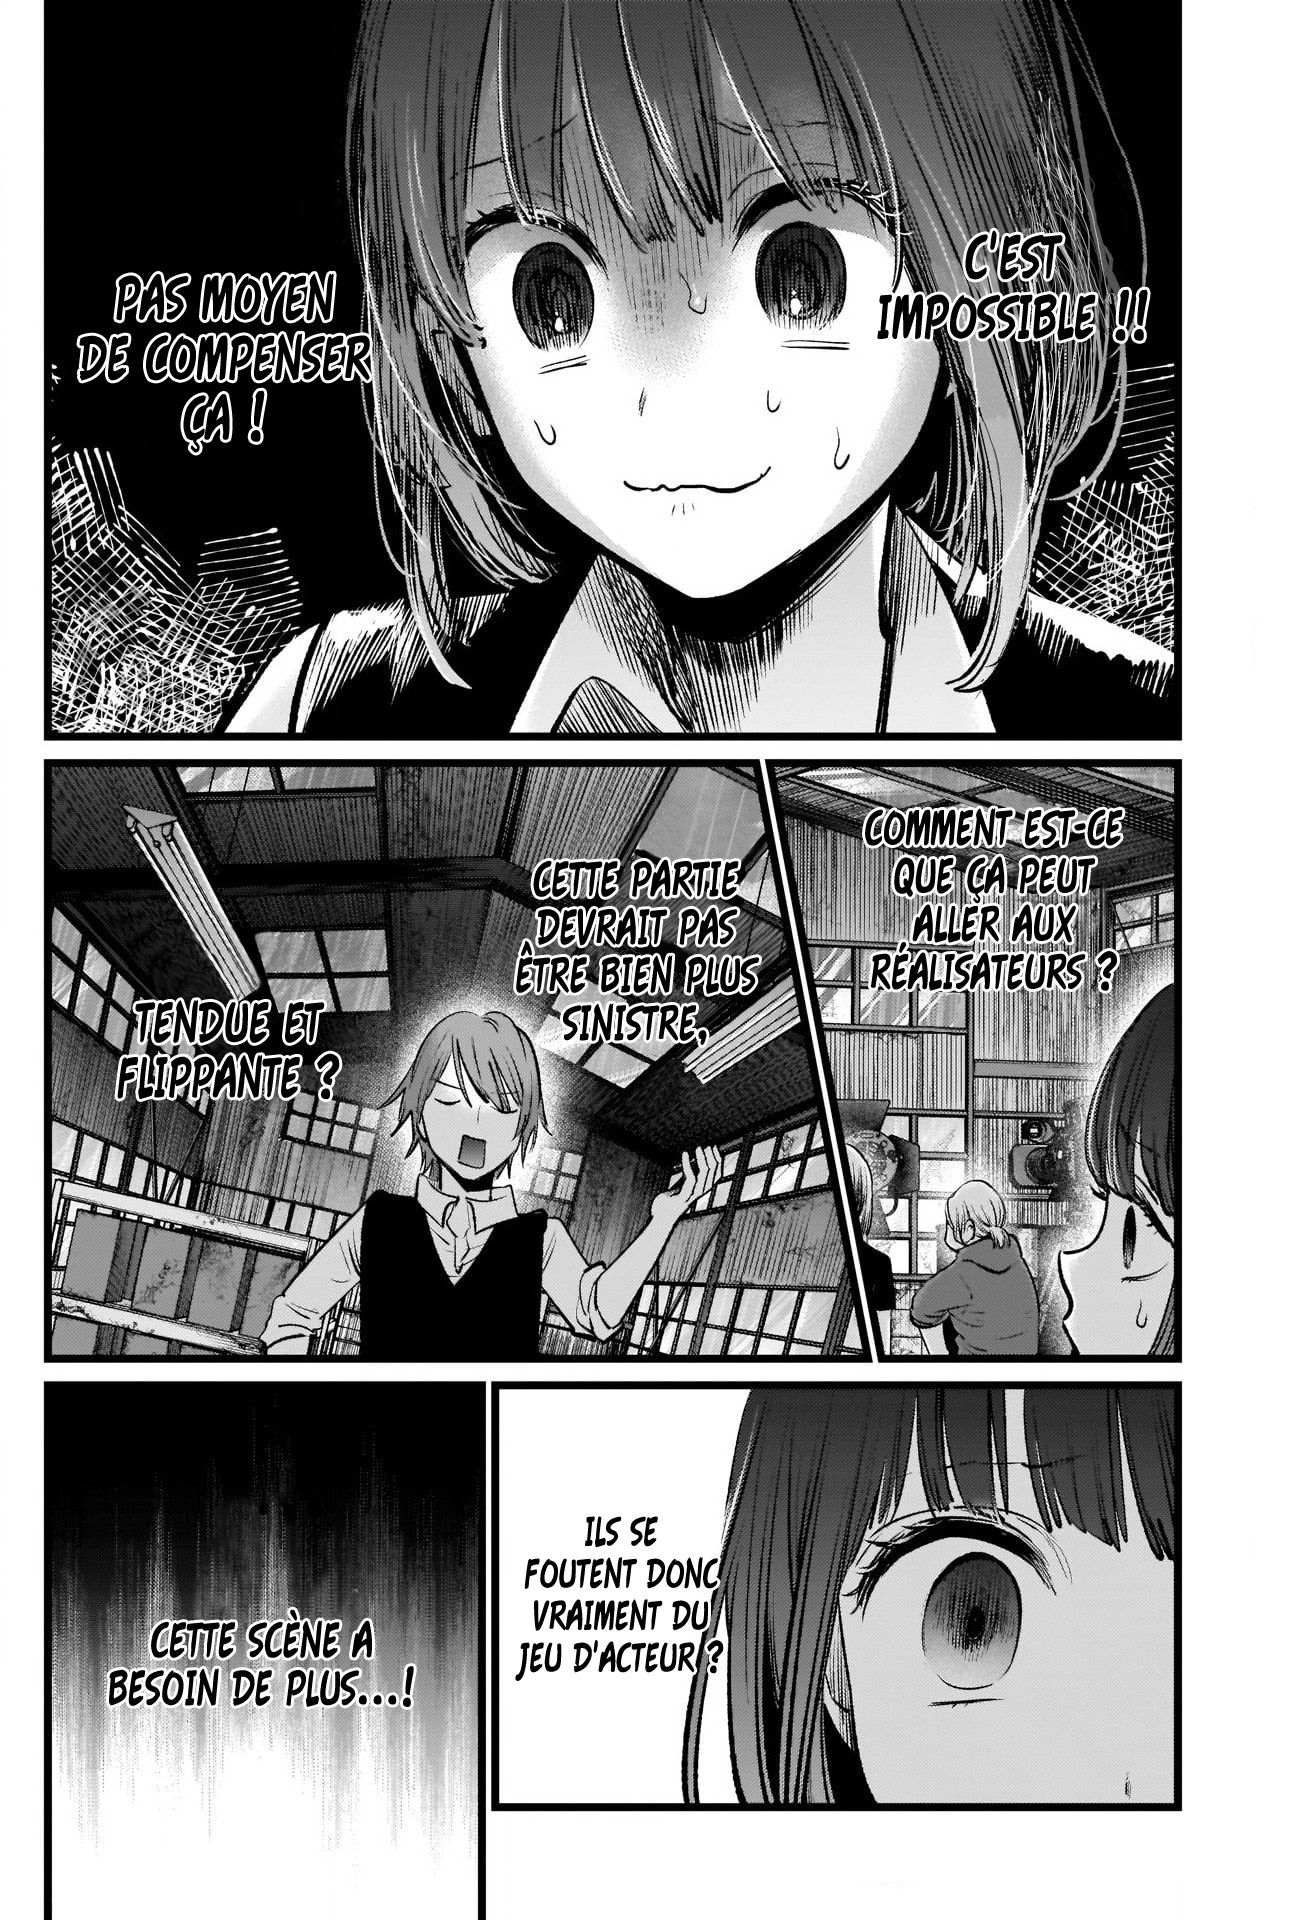 C'EST
IMPOSSIBLE !!
PAS MOYEN
DE COMPENSER
ÇA !
COMMENT EST-CE
QUE ÇA PEUT
ALLER AUX
RÉALISATEURS ?
CETTE PARTIE
DEVRAIT PAS
ÊTRE BIEN PLUS
SINISTRE,
TENDUE ET
FLIPPANTE ?
ILS SE
FOUTENT DONC
VRAIMENT DU
JEU D'ACTEUR ?
CETTE SCÈNE A
BESOIN DE PLUS...!